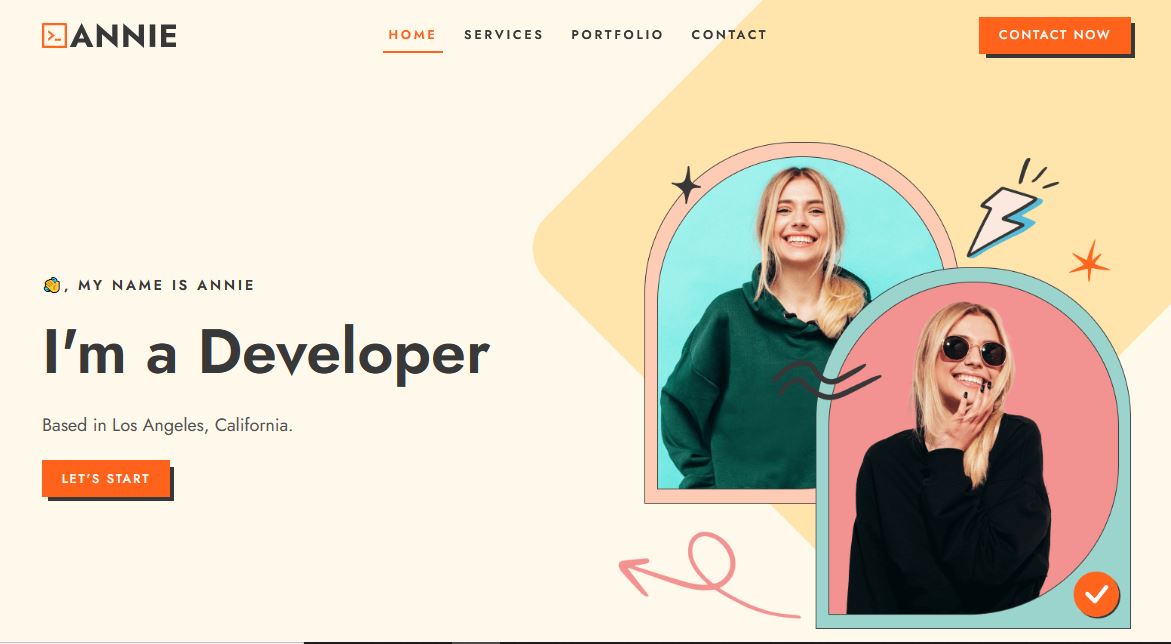 ANNIE
HOME SERVICES PORTFOLIO CONTACT
CONTACT NOW
👋, MY NAME IS ANNIE
I'm a Developer
Based in Los Angeles, California.
LET'S START